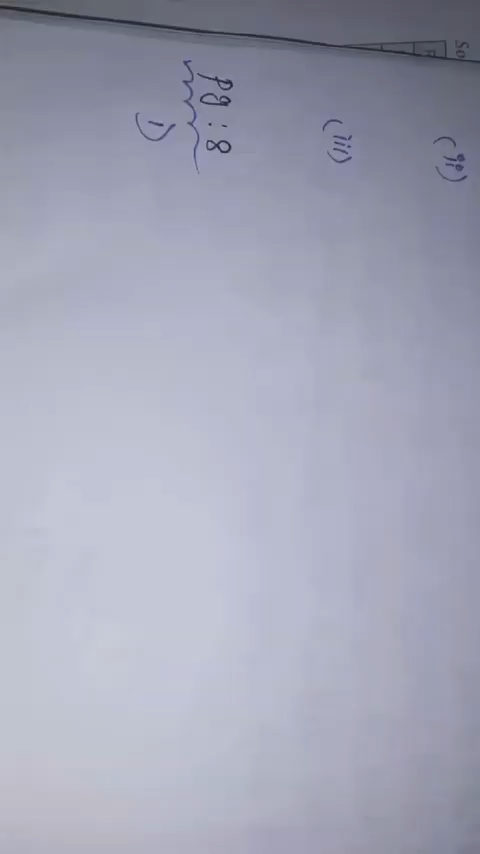 (ii)
(iii)
pg : 8
1)